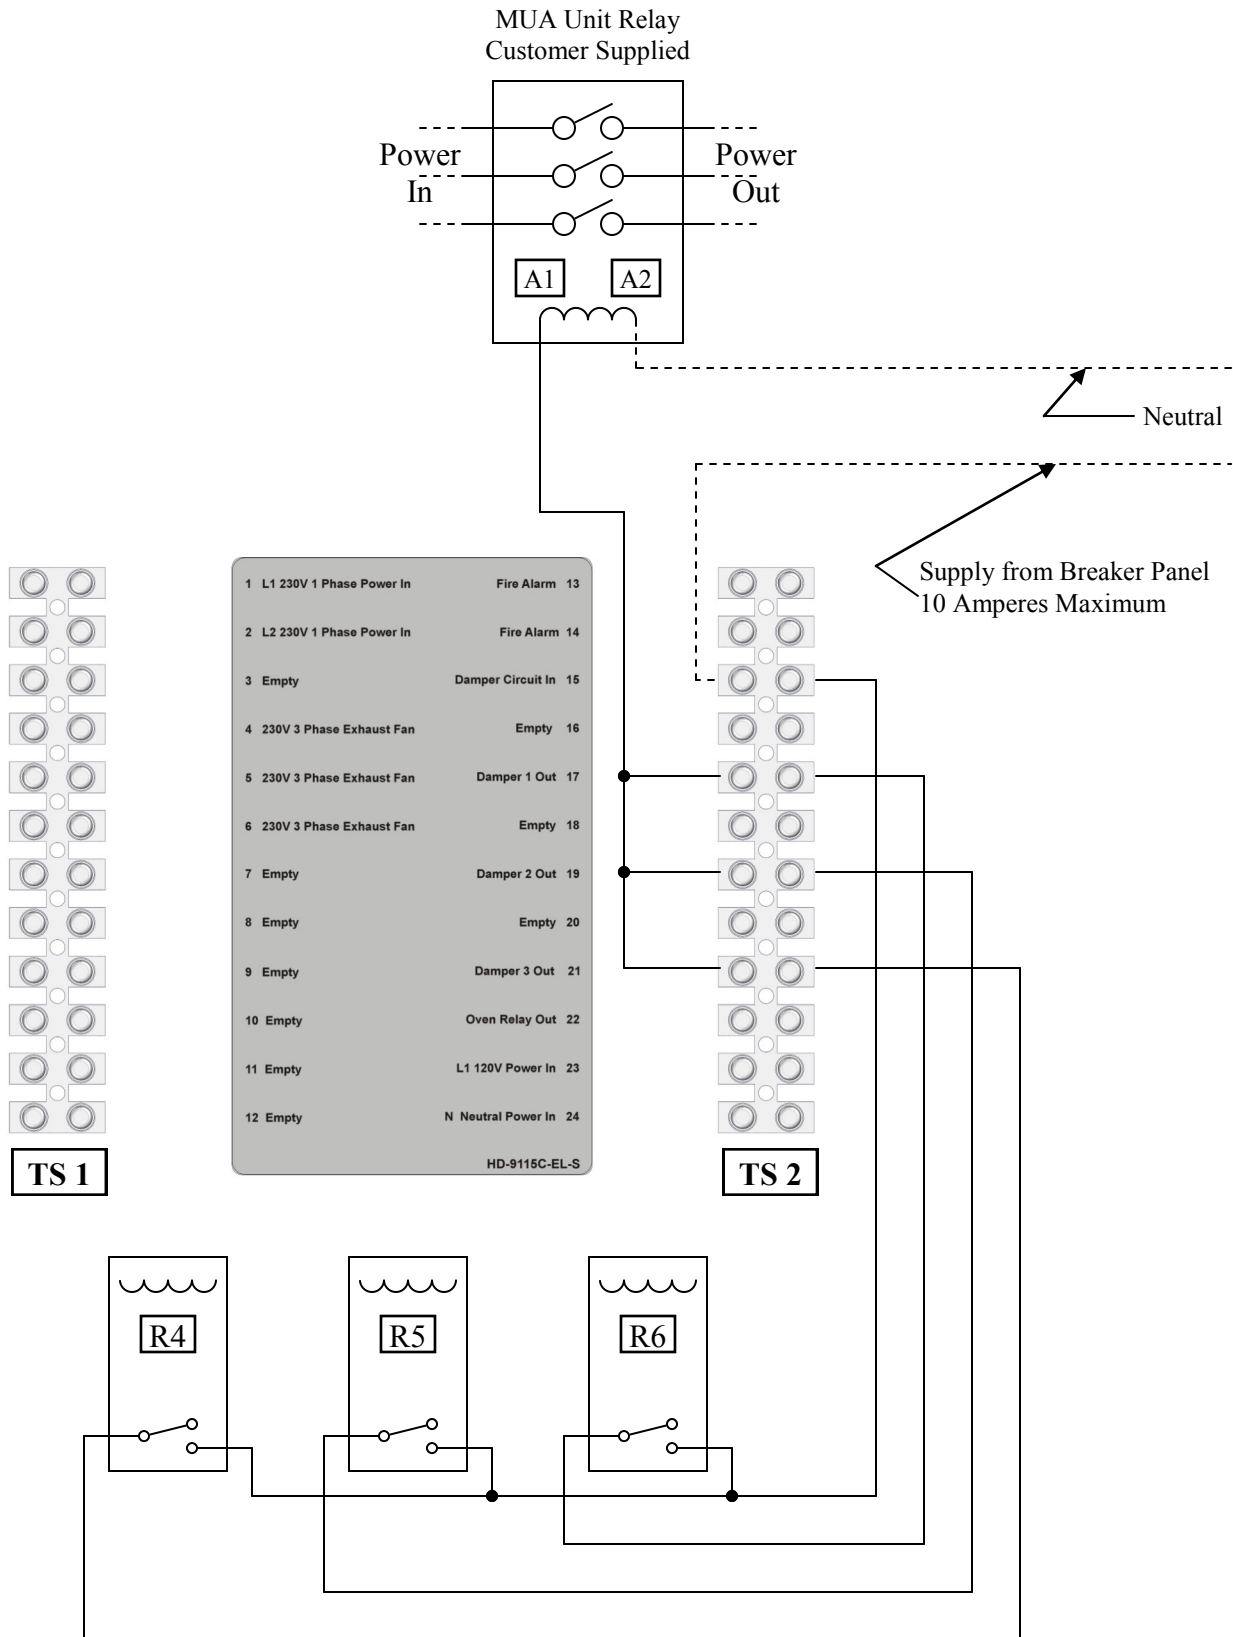 MUA Unit Relay
Customer Supplied
Power
In
Power
Out
A1
A2
Neutral
Supply from Breaker Panel
10 Amperes Maximum
1 L1 230V 1 Phase Power In
Fire Alarm 13
2 L2 230V 1 Phase Power In
Fire Alarm 14
3 Empty
Damper Circuit In 15
4 230V 3 Phase Exhaust Fan
Empty 16
5 230V 3 Phase Exhaust Fan
Damper 1 Out 17
6 230V 3 Phase Exhaust Fan
Empty 18
7 Empty
Damper 2 Out 19
8 Empty
Empty 20
9 Empty
Damper 3 Out 21
10 Empty
Oven Relay Out 22
11 Empty
L1 120V Power In 23
12 Empty
N Neutral Power In 24
HD-9115C-EL-S
TS 1
TS 2
R4
R5
R6